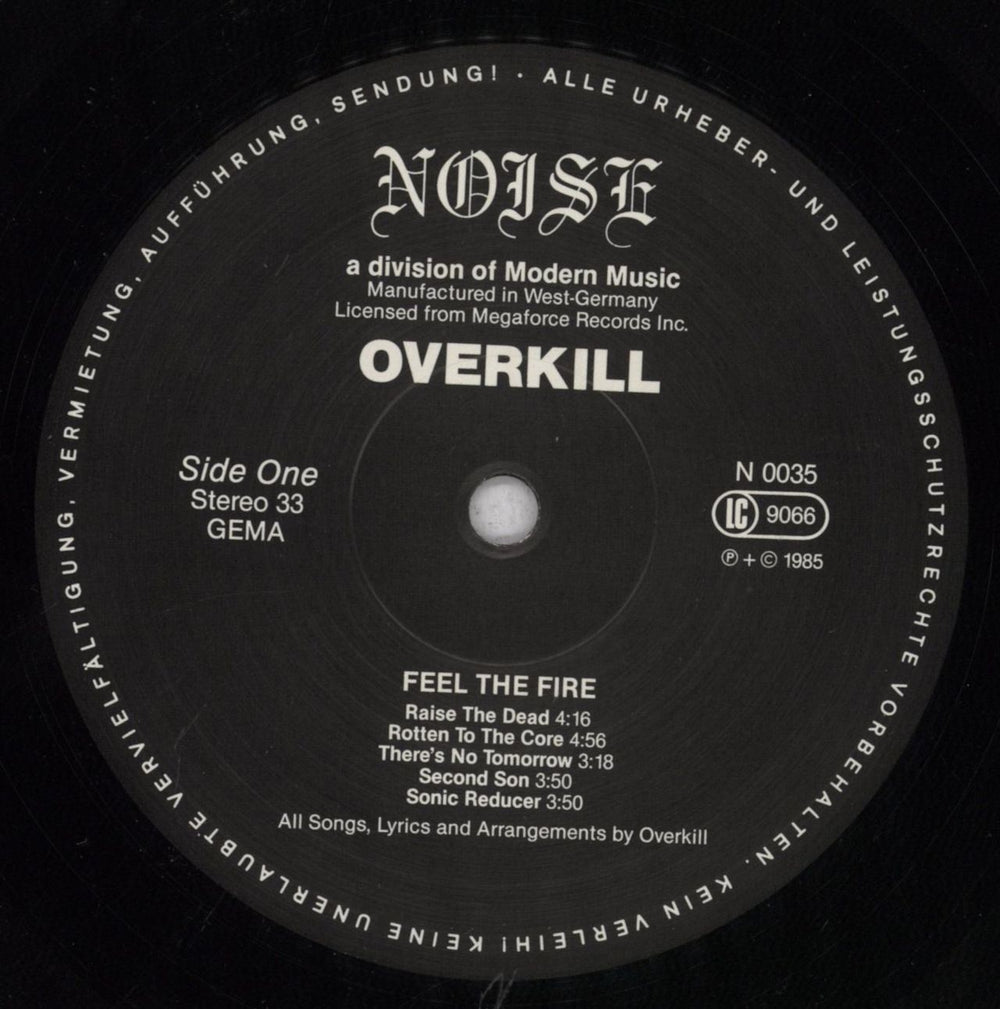 ALLE URHEBER- UND LEISTUNGSSCHUTZRECHTE VORBEHALTEN. KEIN VERLEIH! KEINE UNERLAUBTE VERVIELFÄLTIGUNG, VERMIETUNG, AUFFÜHRUNG, SENDUNG! ·
NOISE
a division of Modern Music
Manufactured in West-Germany
Licensed from Megaforce Records Inc.
OVERKILL
Side One
Stereo 33
GEMA
N 0035
LC 9066
℗ + © 1985
FEEL THE FIRE
Raise The Dead 4:16
Rotten To The Core 4:56
There's No Tomorrow 3:18
Second Son 3:50
Sonic Reducer 3:50
All Songs, Lyrics and Arrangements by Overkill